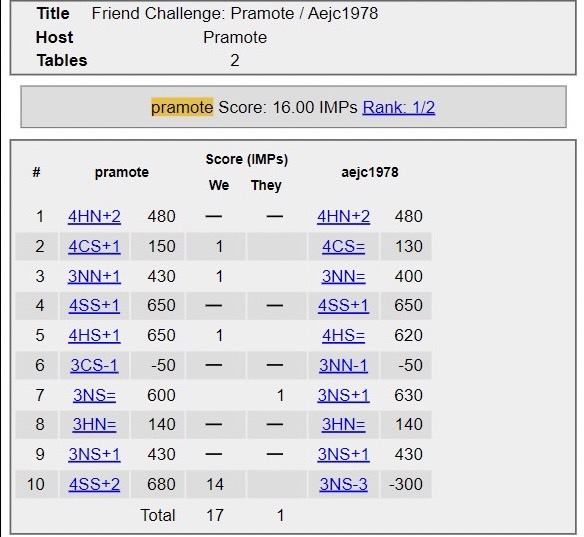 Title Friend Challenge: Pramote / Aejc1978
Host Pramote
Tables 2
pramote Score: 16.00 IMPs Rank: 1/2
# pramote Score (IMPs) aejc1978
We They
1 4HN+2 480 — — 4HN+2 480
2 4CS+1 150 1 4CS= 130
3 3NN+1 430 1 3NN= 400
4 4SS+1 650 — — 4SS+1 650
5 4HS+1 650 1 4HS= 620
6 3CS-1 -50 — — 3NN-1 -50
7 3NS= 600 1 3NS+1 630
8 3HN= 140 — — 3HN= 140
9 3NS+1 430 — — 3NS+1 430
10 4SS+2 680 14 3NS-3 -300
Total 17 1